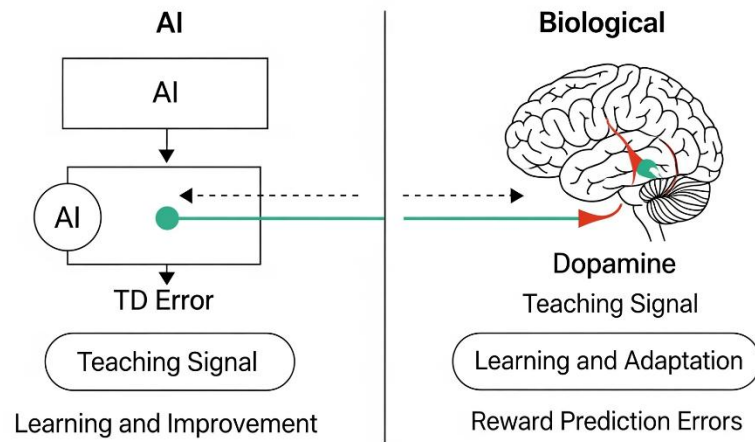 AI
AI
AI
TD Error
Teaching Signal
Learning and Improvement
Biological
Dopamine
Teaching Signal
Learning and Adaptation
Reward Prediction Errors